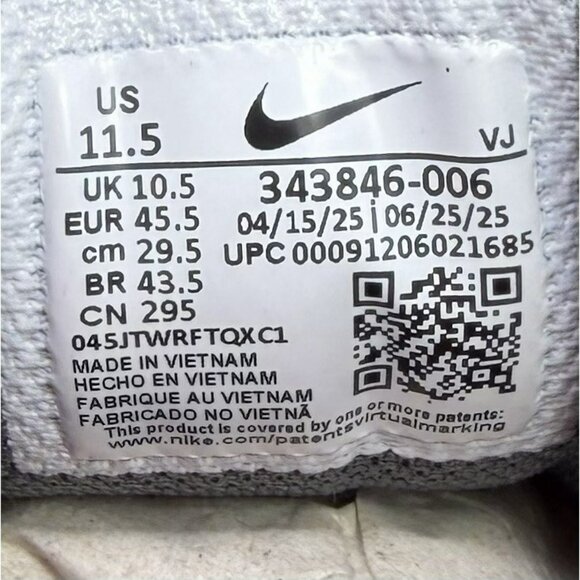 US
11.5
VJ
UK 10.5
EUR 45.5
cm 29.5
BR 43.5
CN 295
343846-006
04/15/25 | 06/25/25
UPC 00091206021685
045JTWRFTQXC1
MADE IN VIETNAM
HECHO EN VIETNAM
FABRIQUE AU VIETNAM
FABRICADO NO VIETNÃ
This product is covered by one or more patents:
www.nike.com/patentsvirtualmarking